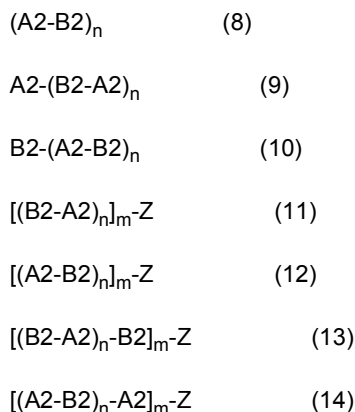 (A2-B2)n (8)
A2-(B2-A2)n (9)
B2-(A2-B2)n (10)
[(B2-A2)n]m-Z (11)
[(A2-B2)n]m-Z (12)
[(B2-A2)n-B2]m-Z (13)
[(A2-B2)n-A2]m-Z (14)